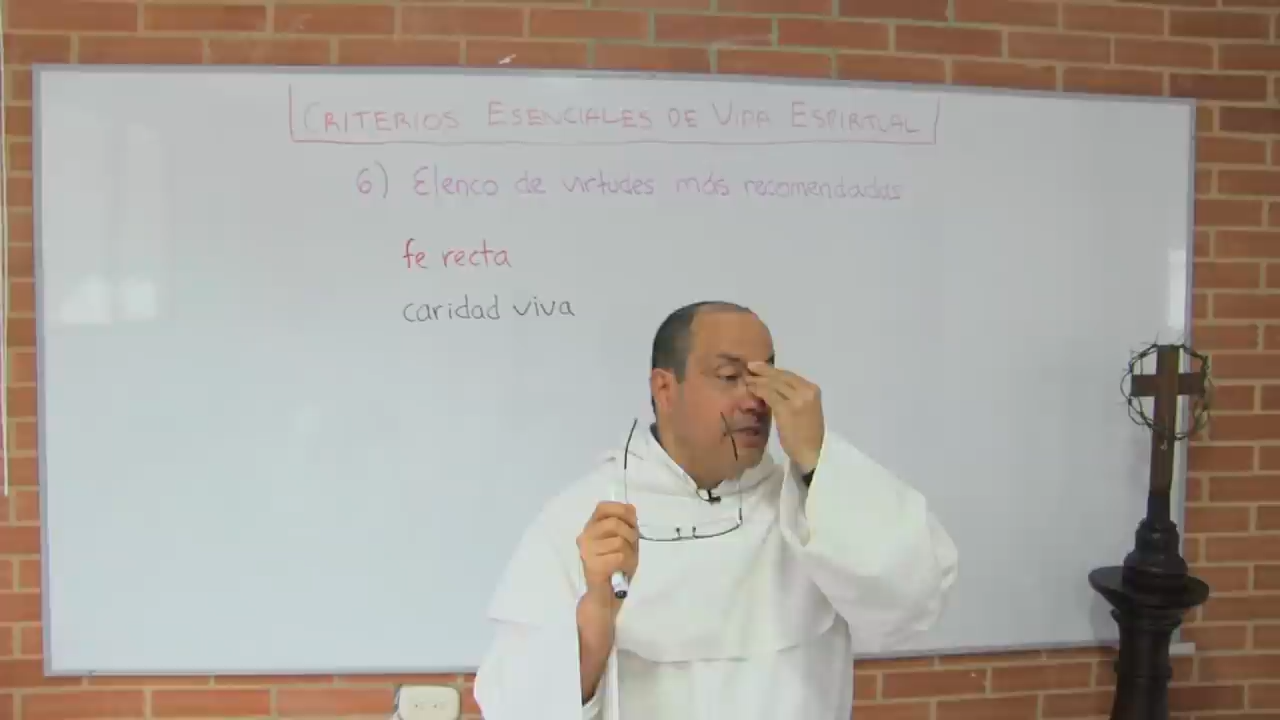 CRITERIOS ESENCIALES DE VIDA ESPIRITUAL
6) Elenco de virtudes más recomendadas
fe recta
caridad viva